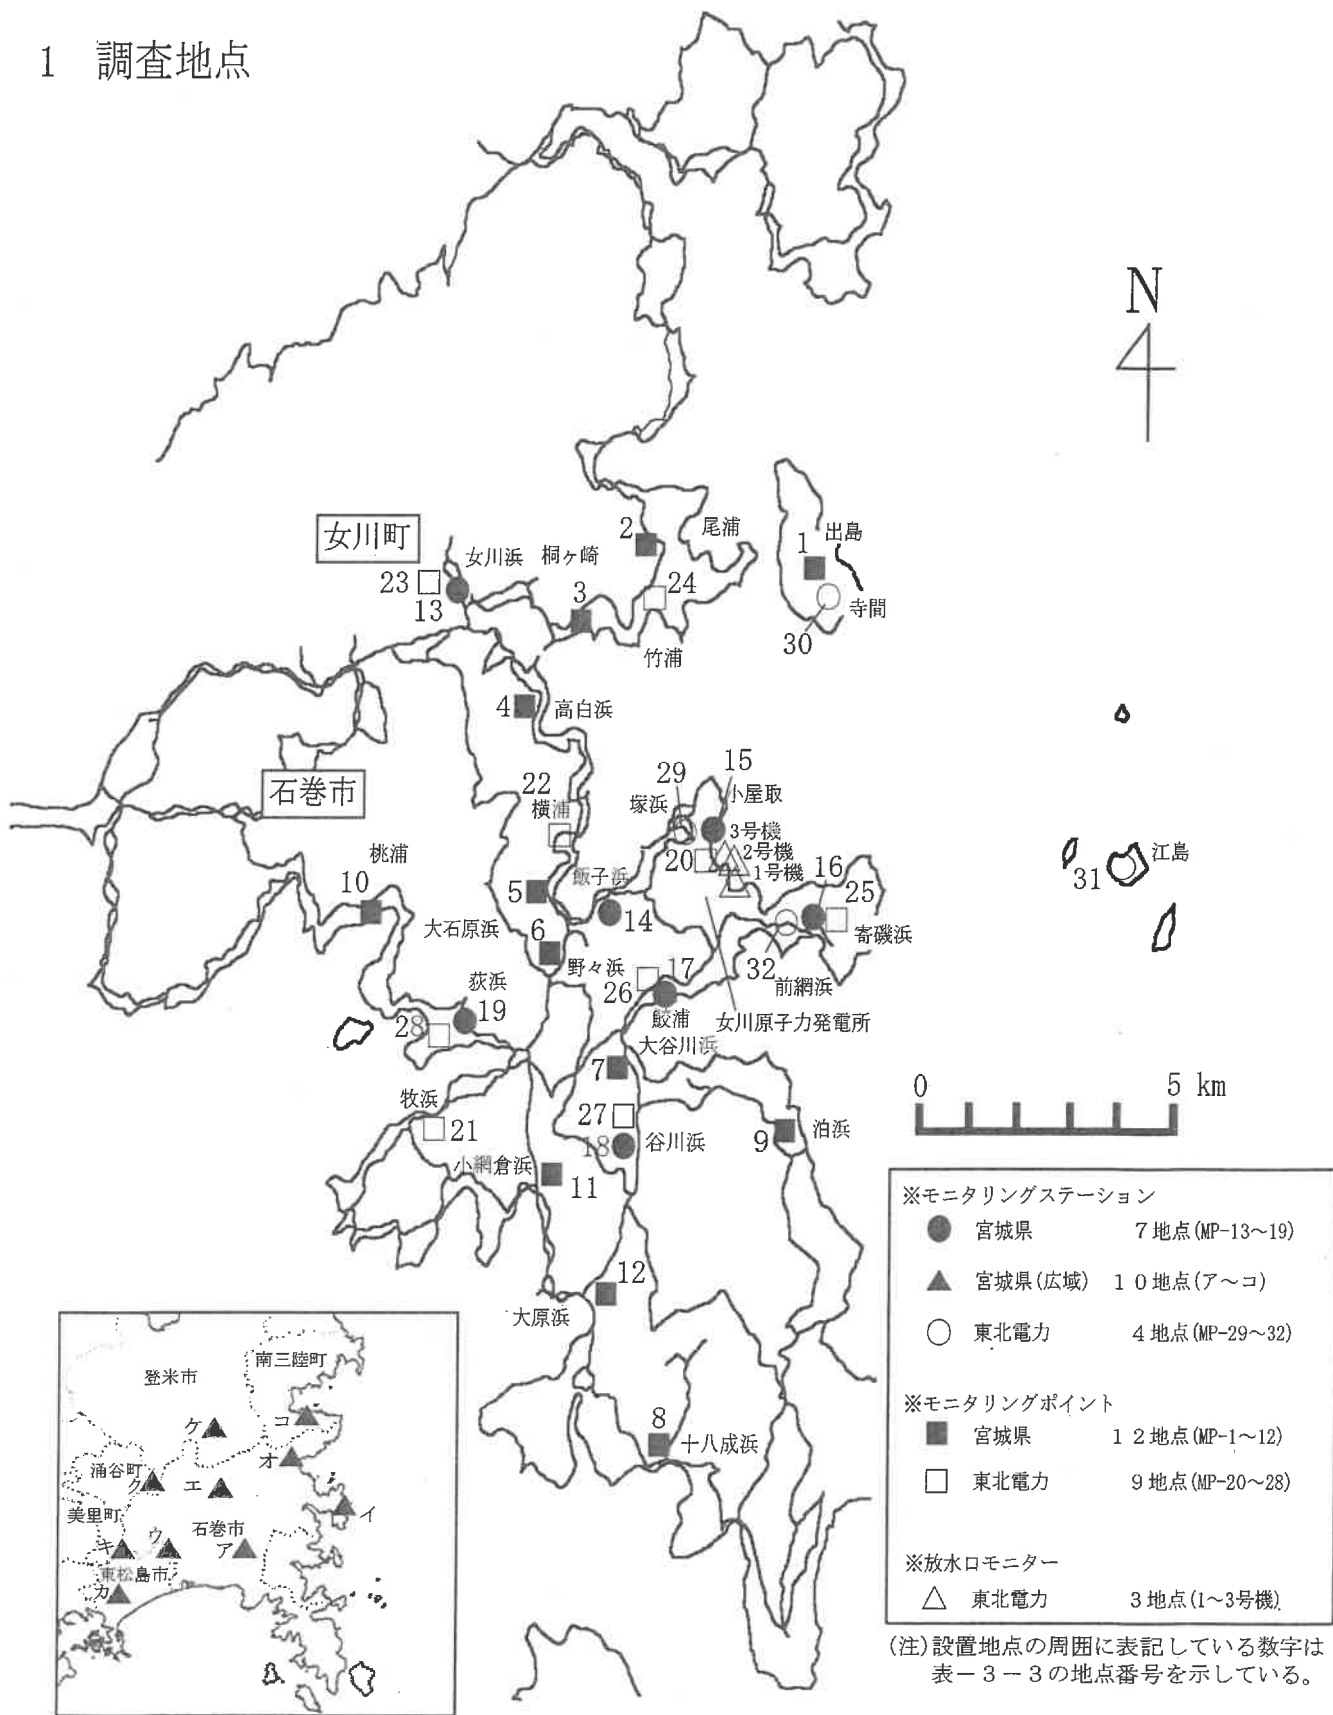 1 調査地点
N
女川町
女川浜
桐ヶ崎
2
尾浦
1
出島
23
13
3
24
寺間
30
竹浦
4
高白浜
石巻市
22
横浦
29
15
塚浜
小屋取
3号機
2号機
1号機
20
桃浦
10
5
飯子浜
16
25
31
江島
大石原浜
6
14
寄磯浜
野々浜
17
32
前網浜
荻浜
26
19
鮫浦
女川原子力発電所
28
大谷川浜
7
0 5 km
牧浜
21
27
18
谷川浜
9
泊浜
小網倉浜
11
12
大原浜
8
十八成浜
※モニタリングステーション
宮城県 7地点(MP-13～19)
宮城県(広域) 10地点(ア～コ)
東北電力 4地点(MP-29～32)
※モニタリングポイント
宮城県 12地点(MP-1～12)
東北電力 9地点(MP-20～28)
※放水口モニター
東北電力 3地点(1～3号機)
(注)設置地点の周囲に表記している数字は
表－3－3の地点番号を示している。
南三陸町
登米市
ケ
コ
オ
涌谷町
ク
エ
イ
美里町
石巻市
キ
ウ
ア
東松島市
カ